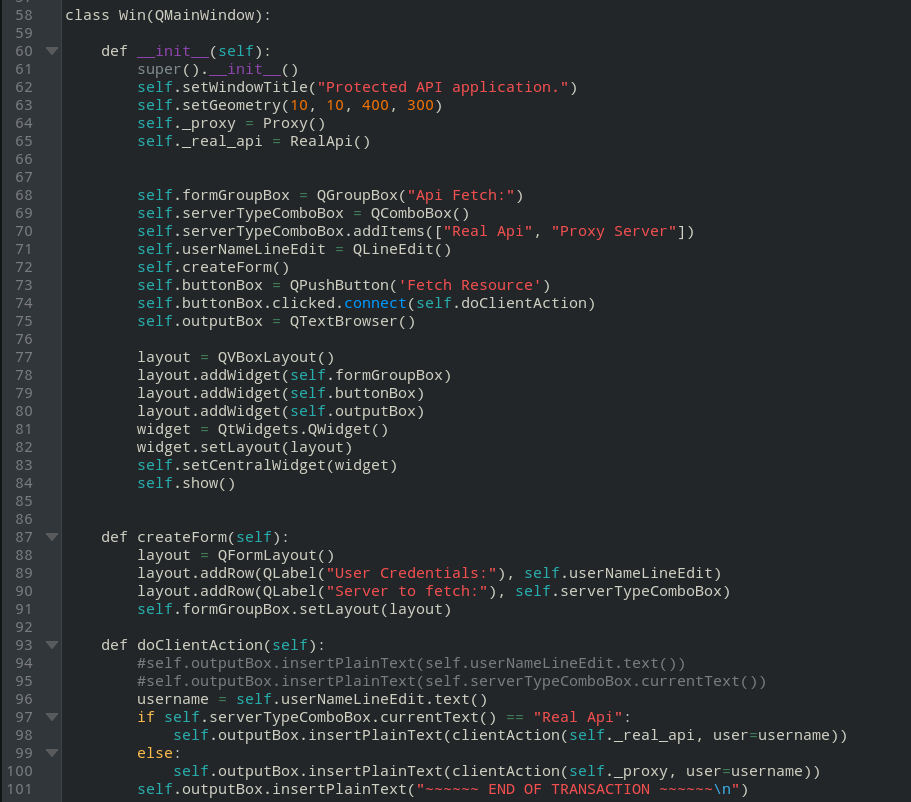 58 class Win(QMainWindow):
59
60     def __init__(self):
61         super().__init__()
62         self.setWindowTitle("Protected API application.")
63         self.setGeometry(10, 10, 400, 300)
64         self._proxy = Proxy()
65         self._real_api = RealApi()
66
67
68         self.formGroupBox = QGroupBox("Api Fetch:")
69         self.serverTypeComboBox = QComboBox()
70         self.serverTypeComboBox.addItems(["Real Api", "Proxy Server"])
71         self.userNameLineEdit = QLineEdit()
72         self.createForm()
73         self.buttonBox = QPushButton('Fetch Resource')
74         self.buttonBox.clicked.connect(self.doClientAction)
75         self.outputBox = QTextBrowser()
76
77         layout = QVBoxLayout()
78         layout.addWidget(self.formGroupBox)
79         layout.addWidget(self.buttonBox)
80         layout.addWidget(self.outputBox)
81         widget = QtWidgets.QWidget()
82         widget.setLayout(layout)
83         self.setCentralWidget(widget)
84         self.show()
85
86
87     def createForm(self):
88         layout = QFormLayout()
89         layout.addRow(QLabel("User Credentials:"), self.userNameLineEdit)
90         layout.addRow(QLabel("Server to fetch:"), self.serverTypeComboBox)
91         self.formGroupBox.setLayout(layout)
92
93     def doClientAction(self):
94         #self.outputBox.insertPlainText(self.userNameLineEdit.text())
95         #self.outputBox.insertPlainText(self.serverTypeComboBox.currentText())
96         username = self.userNameLineEdit.text()
97         if self.serverTypeComboBox.currentText() == "Real Api":
98             self.outputBox.insertPlainText(clientAction(self._real_api, user=username))
99         else:
100             self.outputBox.insertPlainText(clientAction(self._proxy, user=username))
101         self.outputBox.insertPlainText("~~~~~~ END OF TRANSACTION ~~~~~~\n")